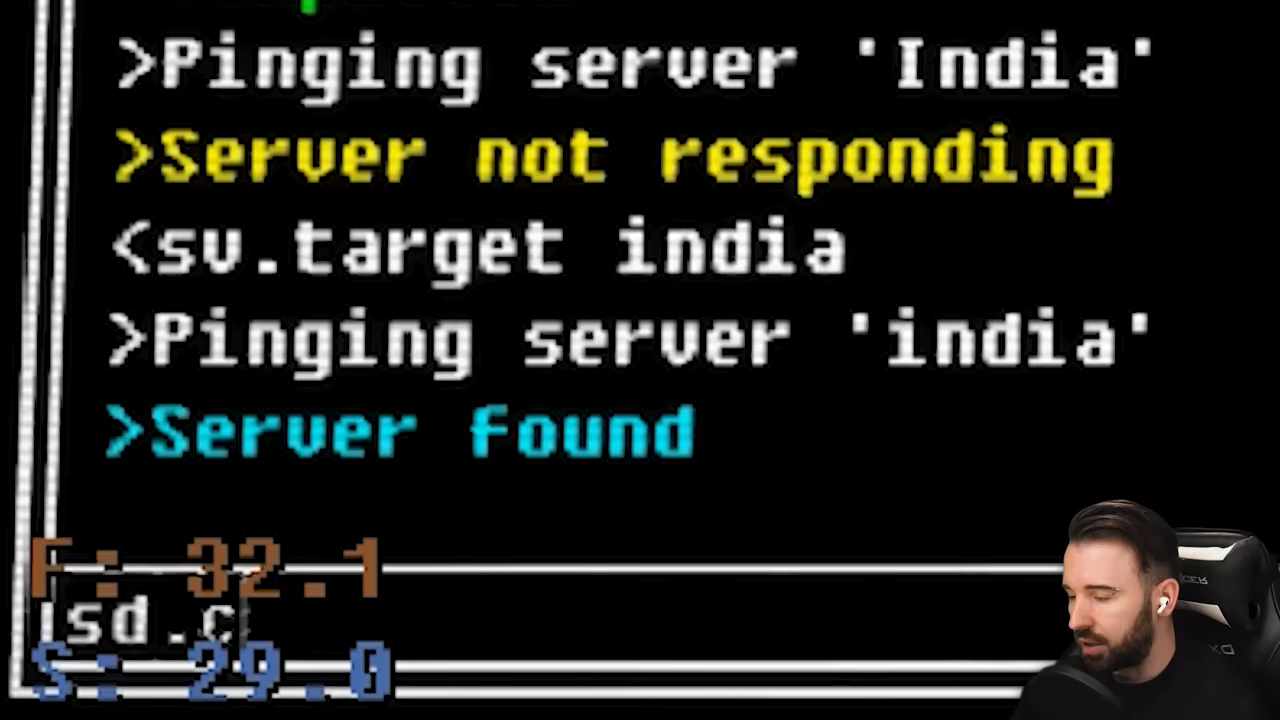 >Pinging server 'India'
>Server not responding
<sv.target india
>Pinging server 'india'
>Server found
F: 32.1
sd.c
S: 29.0